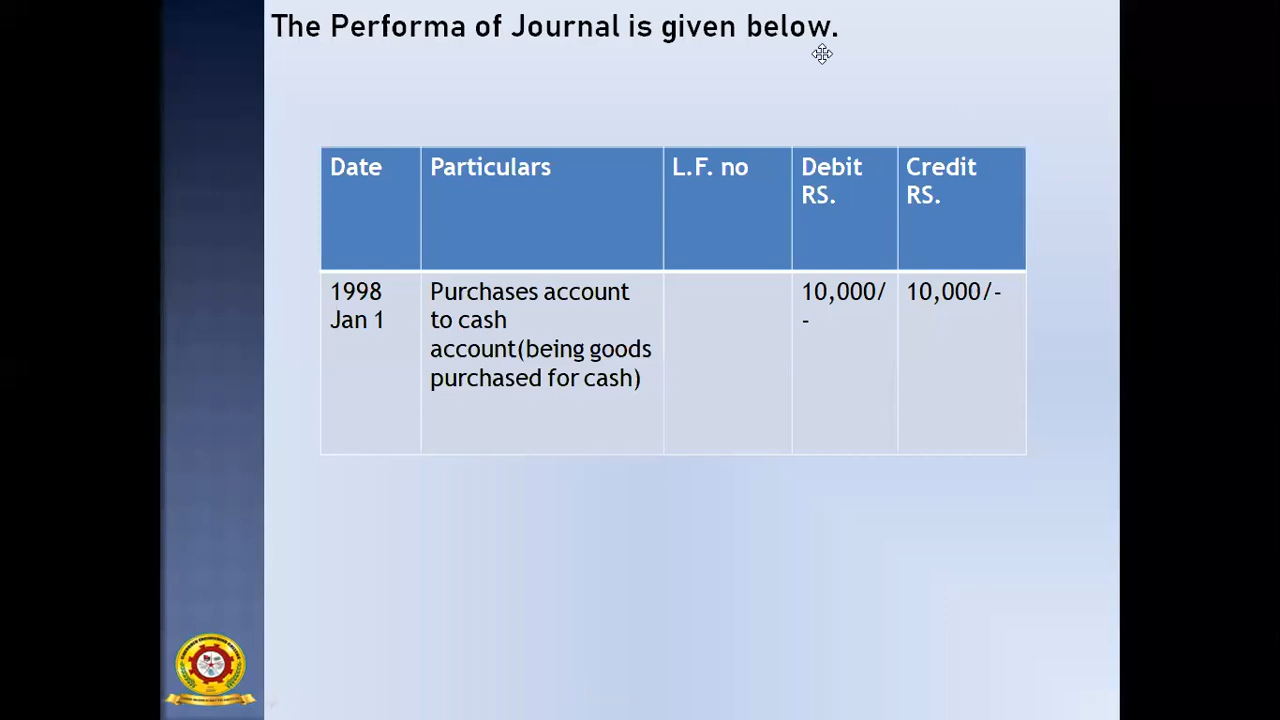 The Performa of Journal is given below.
Date Particulars L.F. no Debit RS. Credit RS.
1998 Jan 1
Purchases account
to cash
account(being goods
purchased for cash)
10,000/-
10,000/-